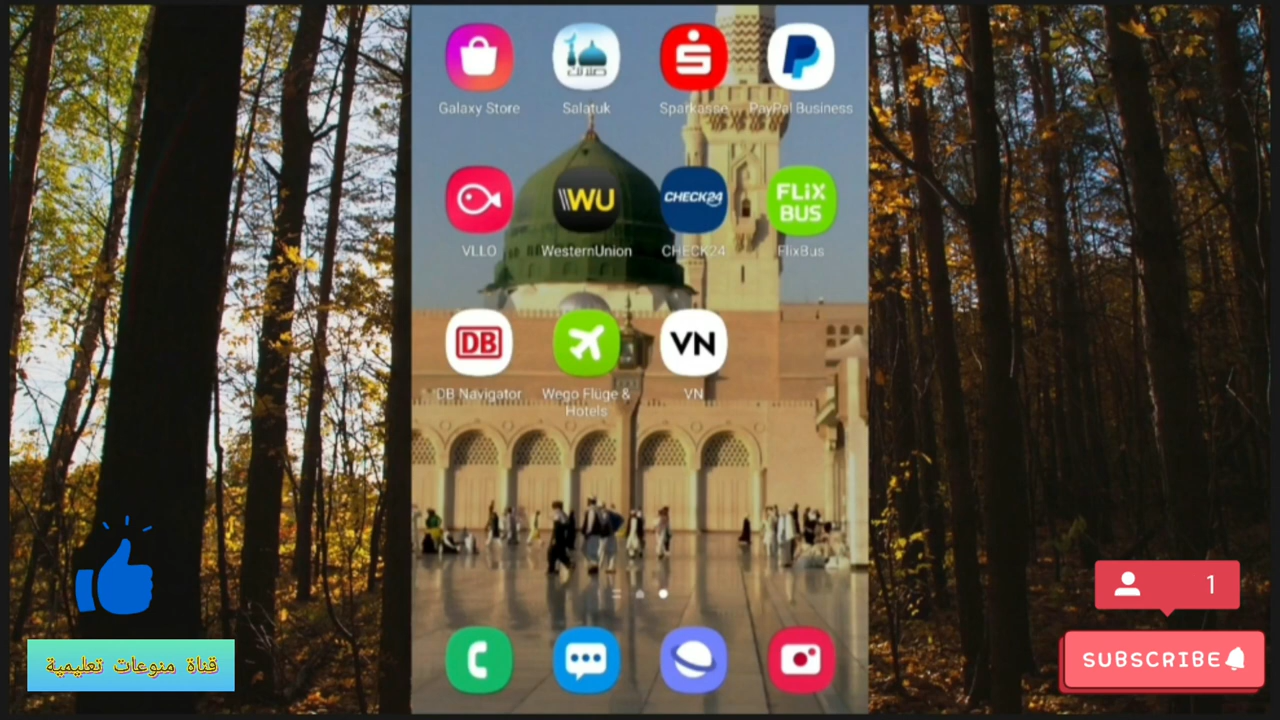 Galaxy Store
صلاتك
Salatuk
Sparkasse
PayPal Business
VLLO
WU
WesternUnion
CHECK24
CHECK24
FLiX
BUS
FlixBus
DB
DB Navigator
Wego Flüge &
Hotels
VN
VN
قناة منوعات تعليمية
1
SUBSCRIBE